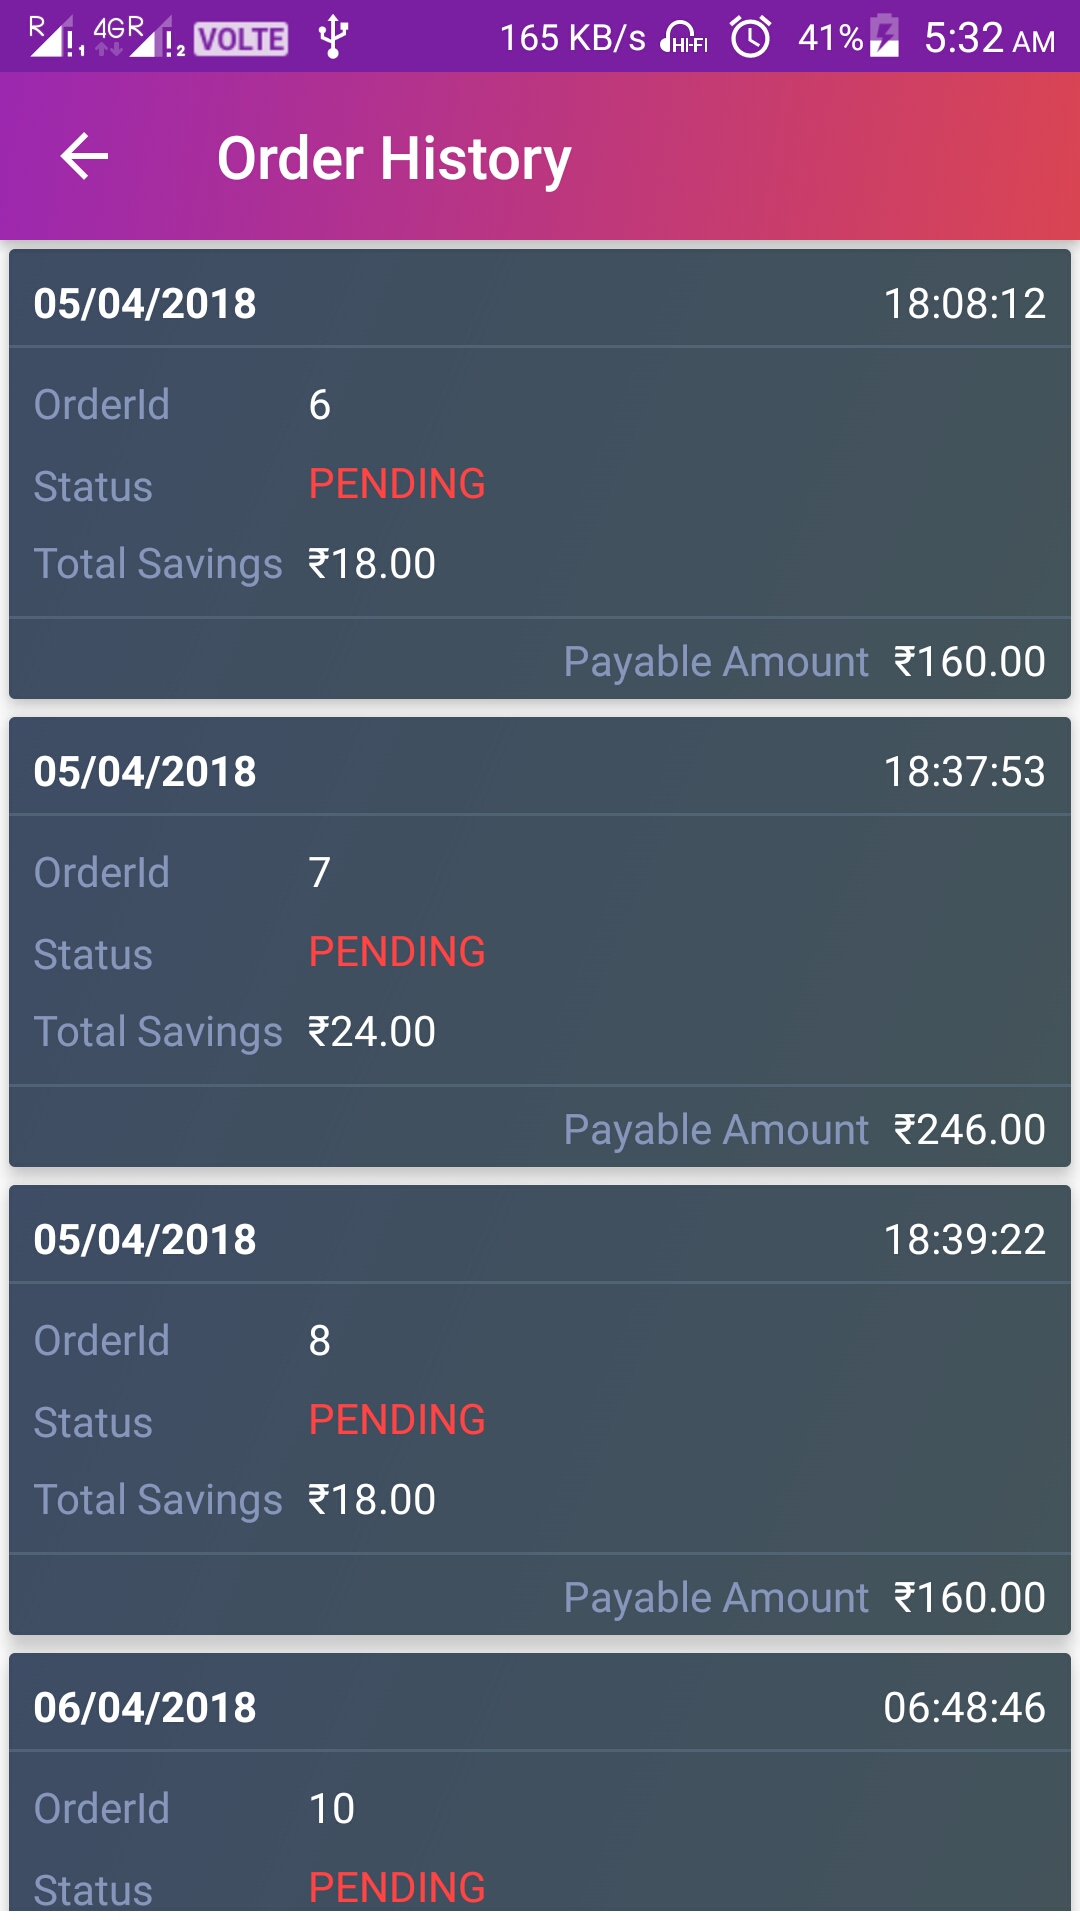 R 4G R VOLTE 165 KB/s HI-FI 41% 5:32 AM
Order History
05/04/2018 18:08:12
OrderId 6
Status PENDING
Total Savings ₹18.00
Payable Amount ₹160.00
05/04/2018 18:37:53
OrderId 7
Status PENDING
Total Savings ₹24.00
Payable Amount ₹246.00
05/04/2018 18:39:22
OrderId 8
Status PENDING
Total Savings ₹18.00
Payable Amount ₹160.00
06/04/2018 06:48:46
OrderId 10
Status PENDING